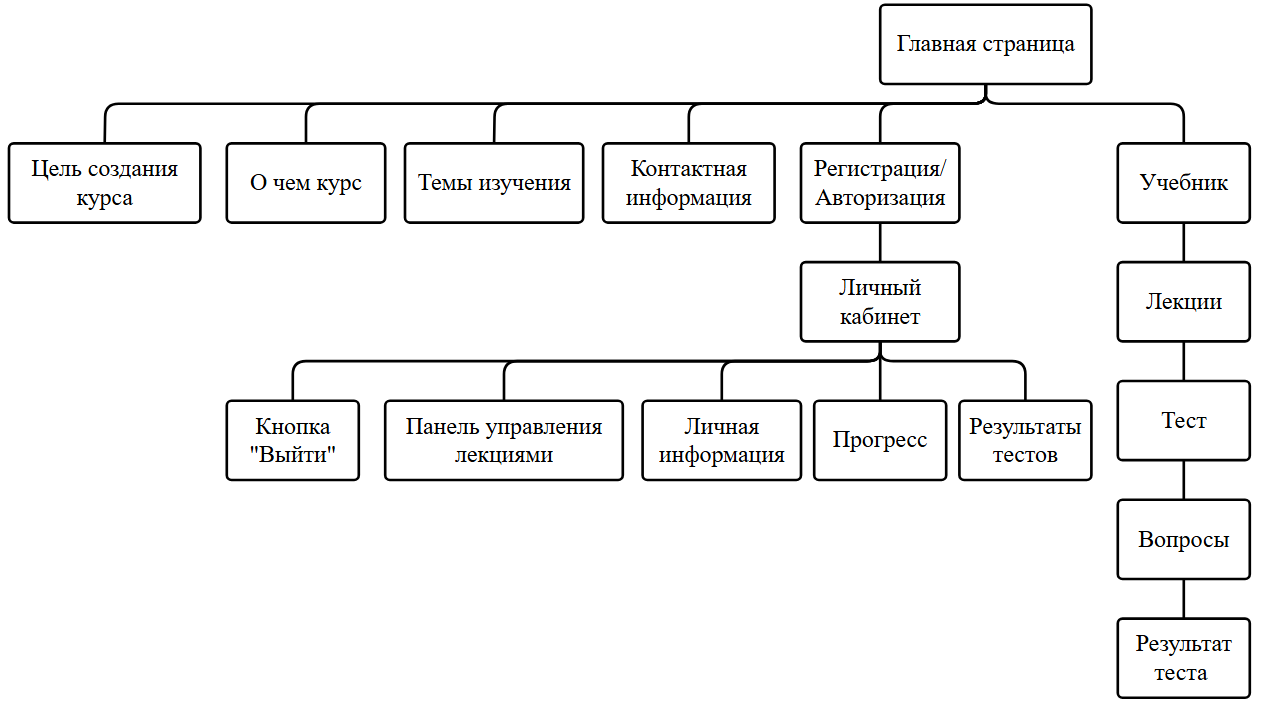 Главная страница
Цель создания
курса
О чем курс
Темы изучения
Контактная
информация
Регистрация/
Авторизация
Учебник
Личный
кабинет
Лекции
Кнопка
"Выйти"
Панель управления
лекциями
Личная
информация
Прогресс
Результаты
тестов
Тест
Вопросы
Результат
теста